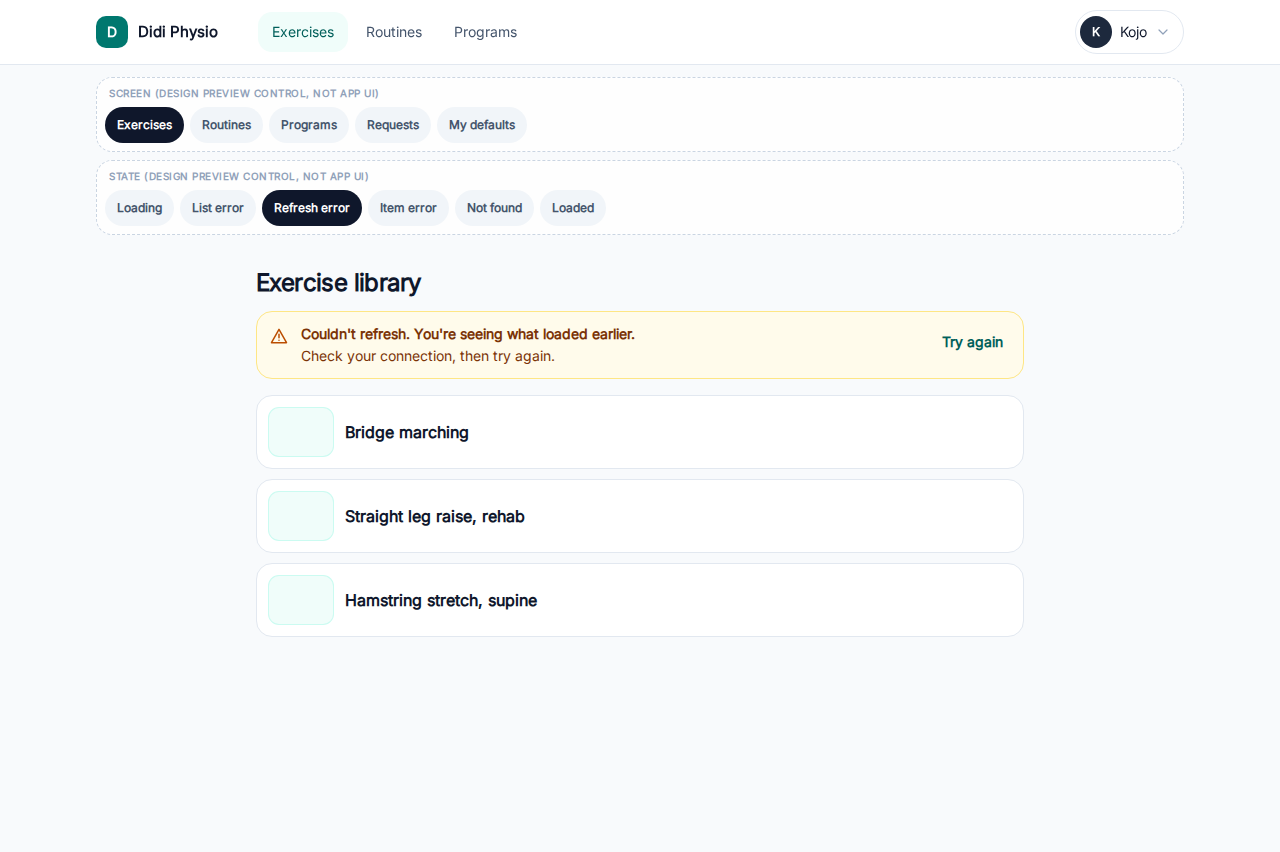 D Didi Physio Exercises Routines Programs K Kojo
SCREEN (DESIGN PREVIEW CONTROL, NOT APP UI)
Exercises Routines Programs Requests My defaults
STATE (DESIGN PREVIEW CONTROL, NOT APP UI)
Loading List error Refresh error Item error Not found Loaded
Exercise library
Couldn't refresh. You're seeing what loaded earlier.
Check your connection, then try again.
Try again
Bridge marching
Straight leg raise, rehab
Hamstring stretch, supine